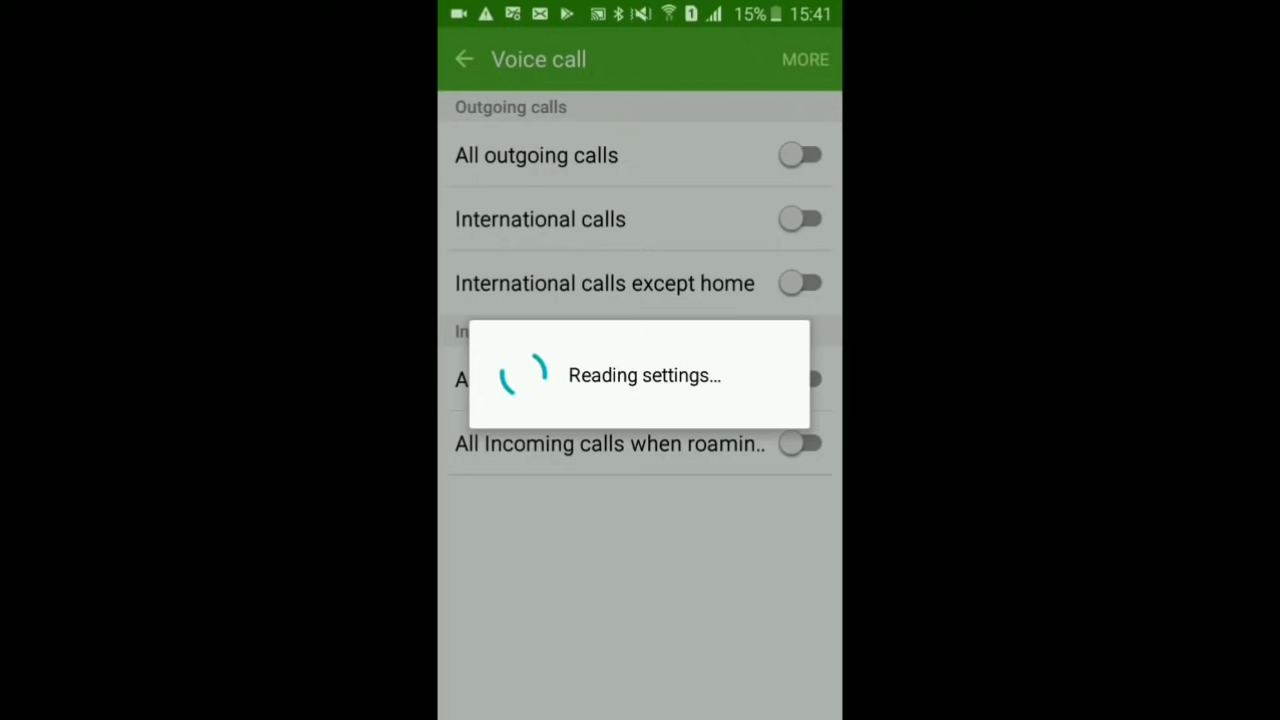 15% 15:41
Voice call MORE
Outgoing calls
All outgoing calls
International calls
International calls except home
In
A
Reading settings...
All Incoming calls when roamin..